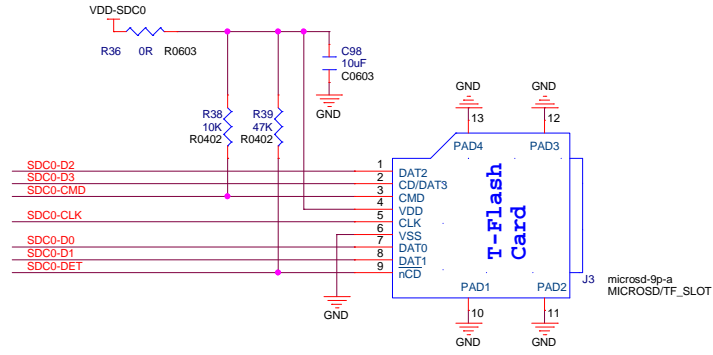 VDD-SDC0
R36 0R R0603
C98
10uF
C0603
GND
R38
10K
R0402
R39
47K
R0402
GND
13
GND
12
PAD4
PAD3
SDC0-D2 1 DAT2
SDC0-D3 2 CD/DAT3
SDC0-CMD 3 CMD
4 VDD
SDC0-CLK 5 CLK
6 VSS
SDC0-D0 7 DAT0
SDC0-D1 8 DAT1
SDC0-DET 9 nCD
T-Flash
Card
J3
microsd-9p-a
MICROSD/TF_SLOT
PAD1
PAD2
10
11
GND
GND
GND